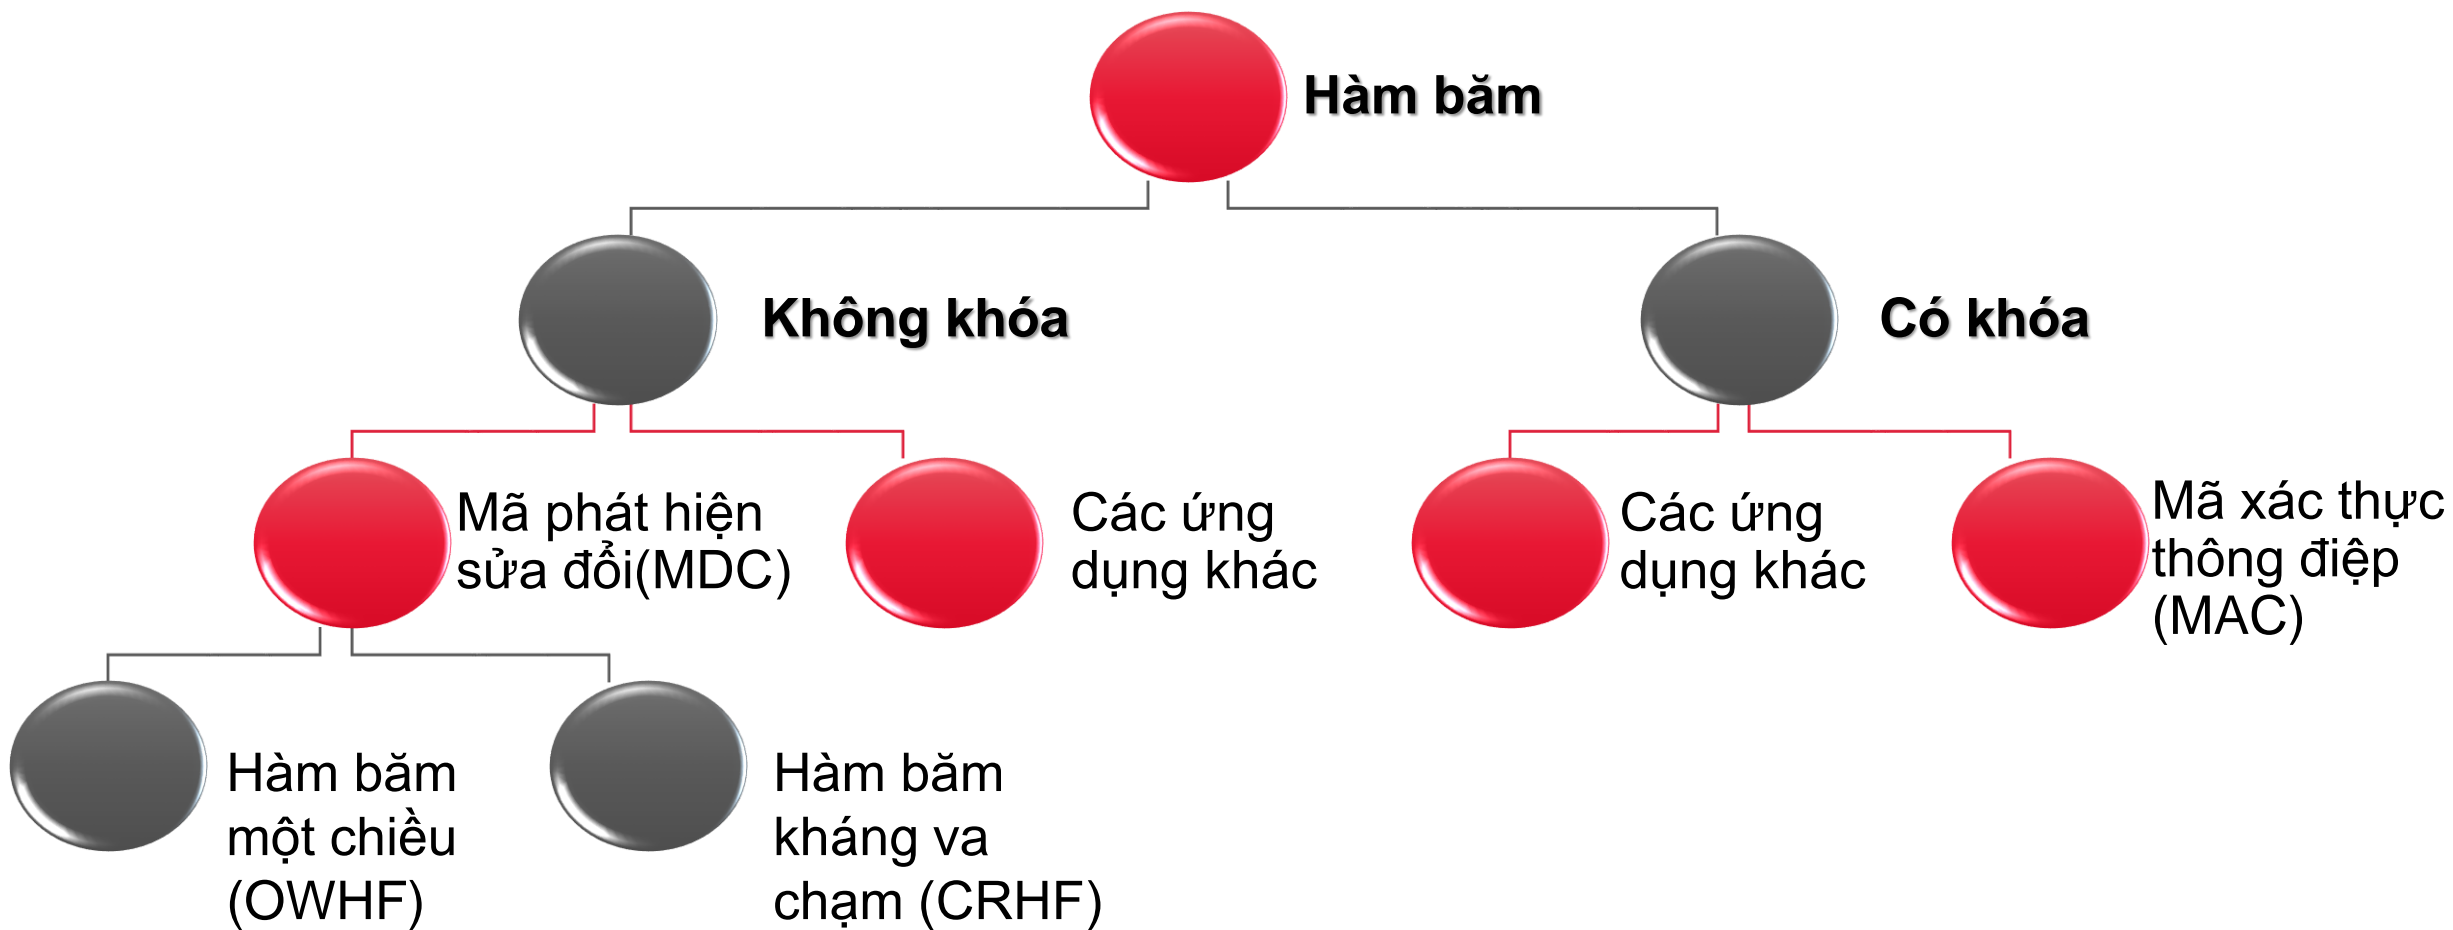 Hàm băm
Không khóa
Có khóa
Mã phát hiện
sửa đổi(MDC)
Các ứng
dụng khác
Các ứng
dụng khác
Mã xác thực
thông điệp
(MAC)
Hàm băm
một chiều
(OWHF)
Hàm băm
kháng va
chạm (CRHF)